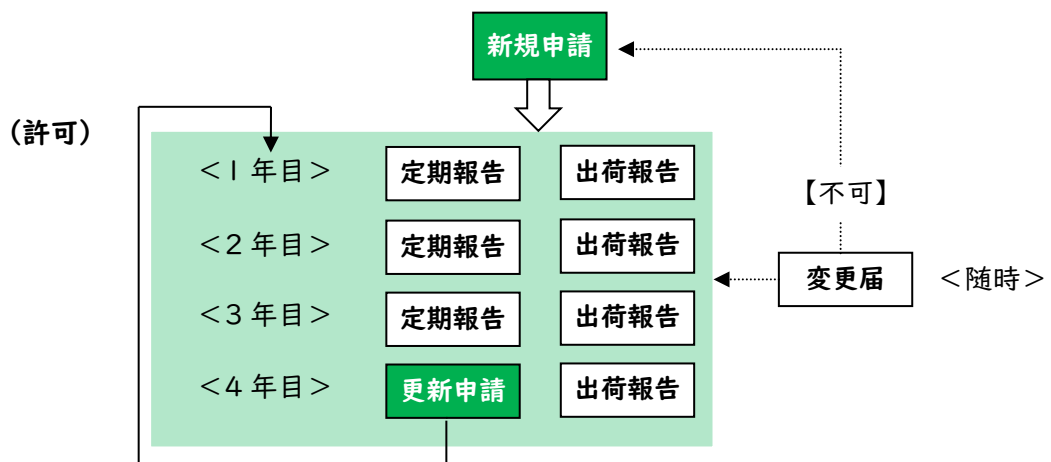 新規申請
(許可)
<1年目> 定期報告 出荷報告
【不可】
<2年目> 定期報告 出荷報告
変更届 <随時>
<3年目> 定期報告 出荷報告
<4年目> 更新申請 出荷報告